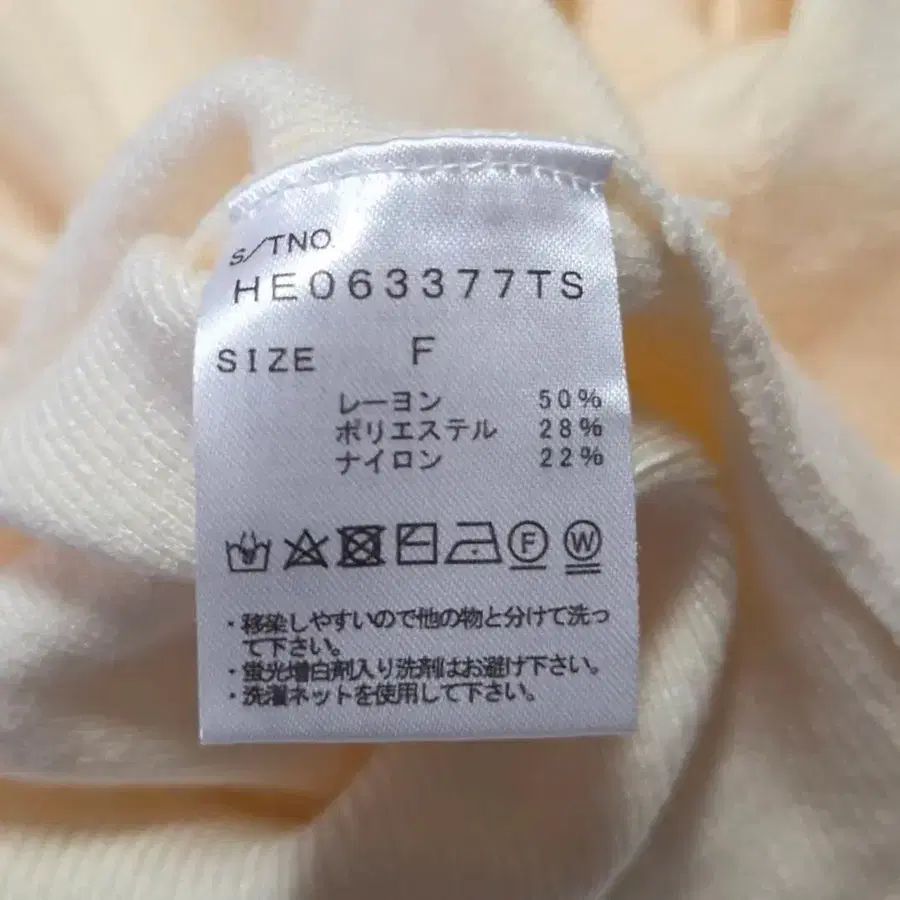 S/TNO
HE063377TS
SIZE F
レーヨン 50%
ポリエステル 28%
ナイロン 22%
F W
・移染しやすいので他の物と分けて洗っ
て下さい。
・蛍光増白剤入り洗剤はお避け下さい。
・洗濯ネットを使用して下さい。